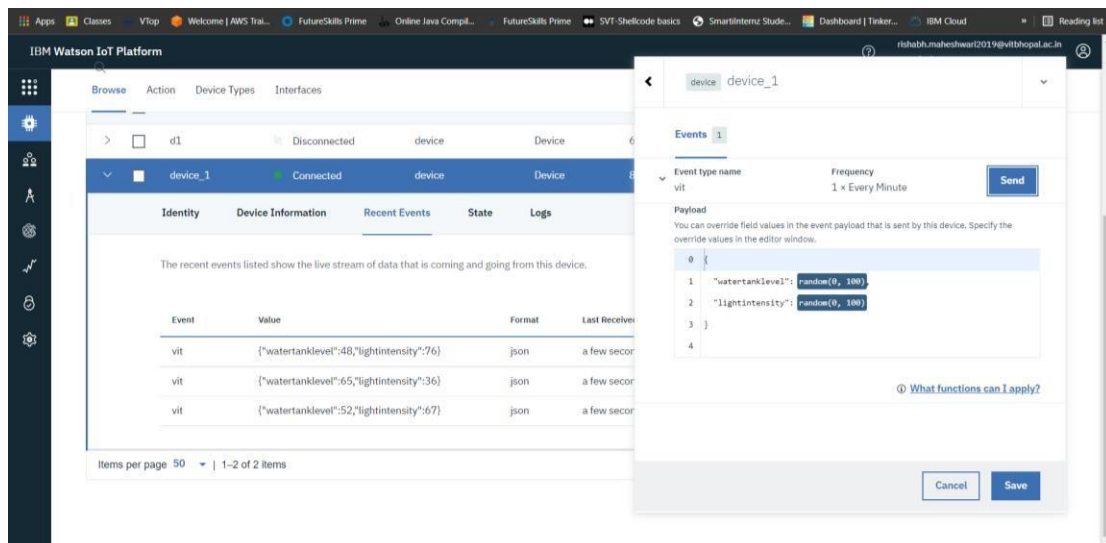 Apps Classes VTop Welcome | AWS Trai... FutureSkills Prime Online Java Compil... FutureSkills Prime SVT-Shellcode basics SmartiInternz Stude... Dashboard | Tinker... IBM Cloud » Reading list
IBM Watson IoT Platform
rishabh.maheshwari2019@vitbhopal.ac.in
Browse Action Device Types Interfaces
d1 Disconnected device Device 6
device_1 Connected device Device 8
Identity Device Information Recent Events State Logs
The recent events listed show the live stream of data that is coming and going from this device.
Event Value Format Last Received
vit {"watertanklevel":48,"lightintensity":76} json a few secon
vit {"watertanklevel":65,"lightintensity":36} json a few secon
vit {"watertanklevel":52,"lightintensity":67} json a few secon
Items per page 50 | 1–2 of 2 items
device device_1
Events 1
Event type name Frequency
vit 1 × Every Minute Send
Payload
You can override field values in the event payload that is sent by this device. Specify the
override values in the editor window.
0 {
1 "watertanklevel": random(0, 100),
2 "lightintensity": random(0, 100)
3 }
4
What functions can I apply?
Cancel Save